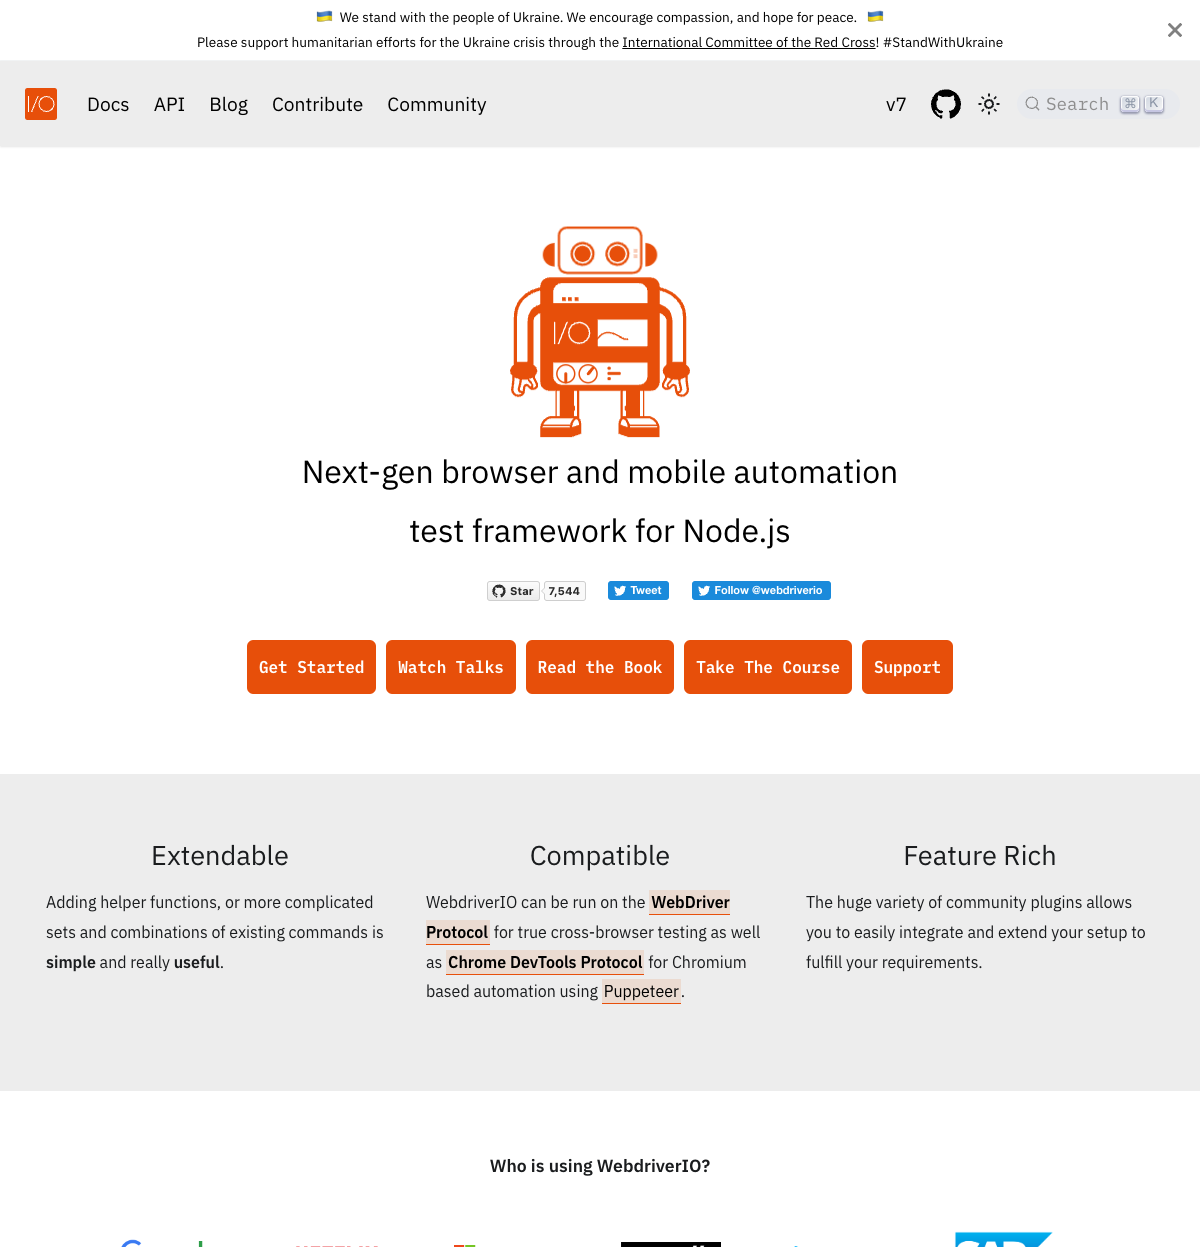 We stand with the people of Ukraine. We encourage compassion, and hope for peace.
Please support humanitarian efforts for the Ukraine crisis through the International Committee of the Red Cross! #StandWithUkraine
I/O Docs API Blog Contribute Community v7 Search ⌘ K
I/O
Next-gen browser and mobile automation
test framework for Node.js
Star 7,544 Tweet Follow @webdriverio
Get Started Watch Talks Read the Book Take The Course Support
Extendable
Adding helper functions, or more complicated
sets and combinations of existing commands is
simple and really useful.
Compatible
WebdriverIO can be run on the WebDriver
Protocol for true cross-browser testing as well
as Chrome DevTools Protocol for Chromium
based automation using Puppeteer.
Feature Rich
The huge variety of community plugins allows
you to easily integrate and extend your setup to
fulfill your requirements.
Who is using WebdriverIO?